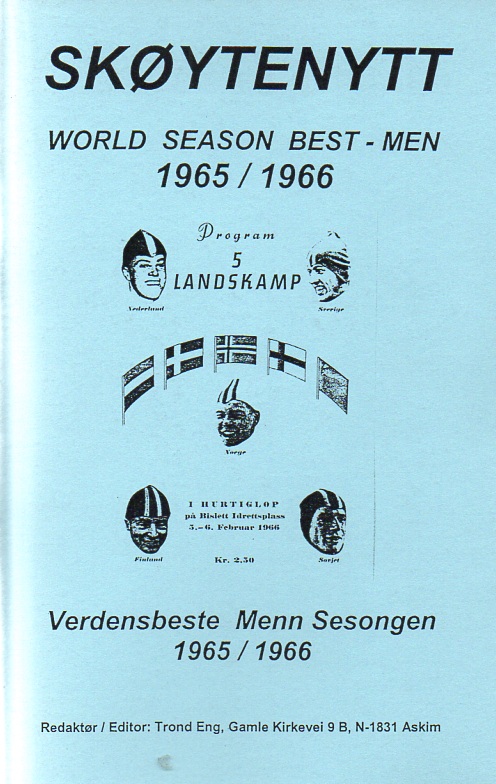 SKØYTENYTT
WORLD SEASON BEST - MEN
1965 / 1966
Program
5
LANDSKAMP
Nederland
Sverige
Norge
I HURTIGLØP
på Bislett Idrettsplass
5.-6. Februar 1966
Finland
Kr. 2,50
Sovjet
Verdensbeste Menn Sesongen
1965 / 1966
Redaktør / Editor: Trond Eng, Gamle Kirkevei 9 B, N-1831 Askim